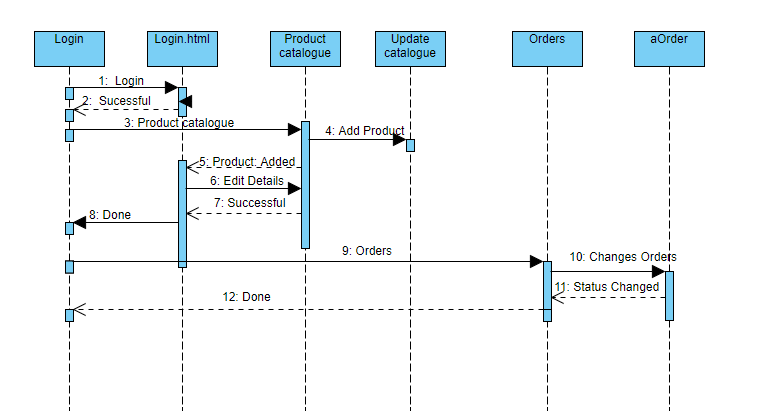 Login
Login.html
Product
catalogue
Update
catalogue
Orders
aOrder
1: Login
2: Sucessful
3: Product catalogue
4: Add Product
5: Product: Added
6: Edit Details
7: Successful
8: Done
9: Orders
10: Changes Orders
11: Status Changed
12: Done